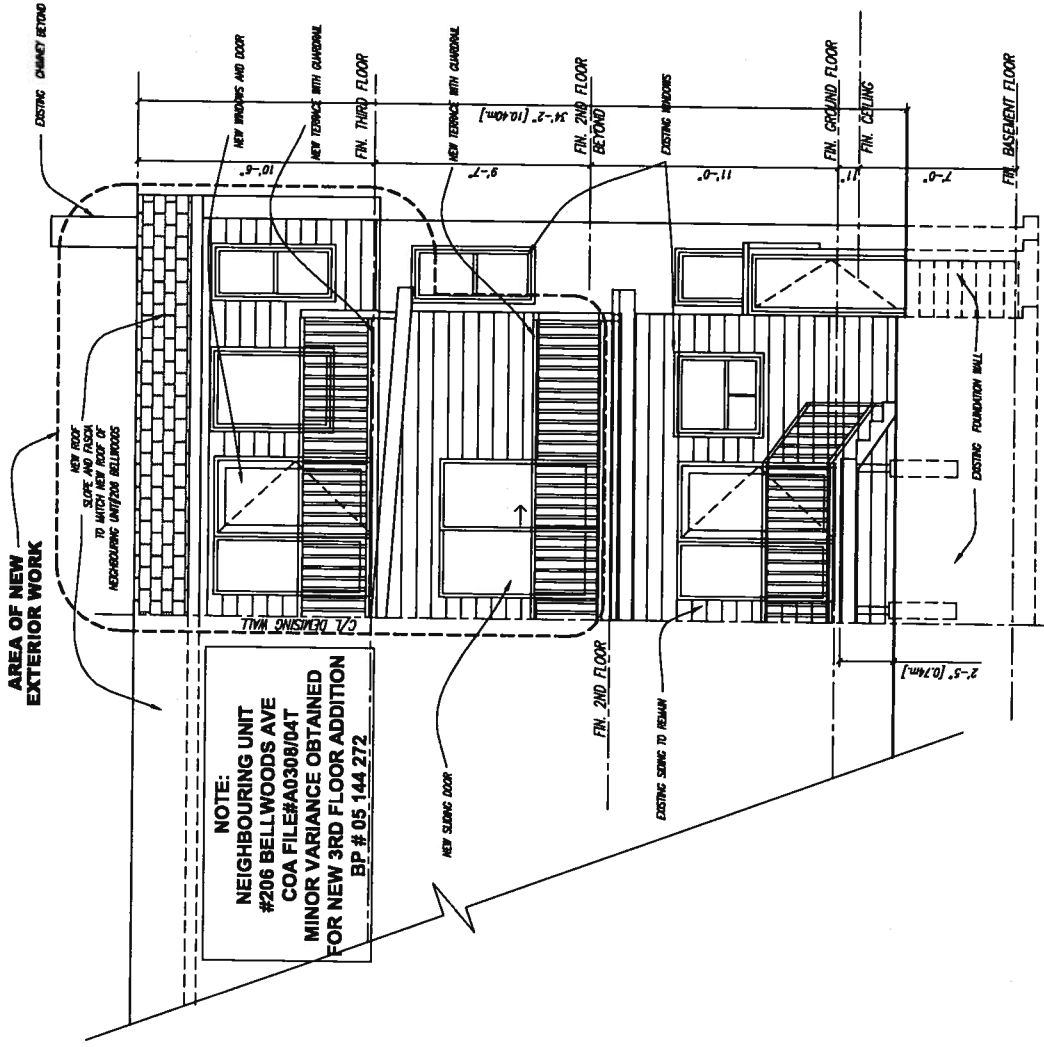 EXISTING CHIMNEY BEYOND
AREA OF NEW
EXTERIOR WORK
NEW ROOF
SLOPE AND FASCIA
TO MATCH NEW ROOF OF
NEIGHBOURING UNIT#206 BELLWOODS
NEW WINDOWS AND DOOR
NEW TERRACE WITH GUARDRAIL
FIN. THIRD FLOOR
NEW TERRACE WITH GUARDRAIL
FIN. 2ND FLOOR
BEYOND
EXISTING WINDOWS
FIN. GROUND FLOOR
FIN. CEILING
FIN. BASEMENT FLOOR
34'-2" [10.40m.]
10'-6"
9'-7"
11'-0"
11"
7'-0"
C/L DEMISING WALL
NOTE:
NEIGHBOURING UNIT
#206 BELLWOODS AVE
COA FILE#A0308/04T
MINOR VARIANCE OBTAINED
FOR NEW 3RD FLOOR ADDITION
BP # 05 144 272
NEW SLIDING DOOR
FIN. 2ND FLOOR
EXISTING SIDING TO REMAIN
2'-5" [0.74m.]
EXISTING FOUNDATION WALL